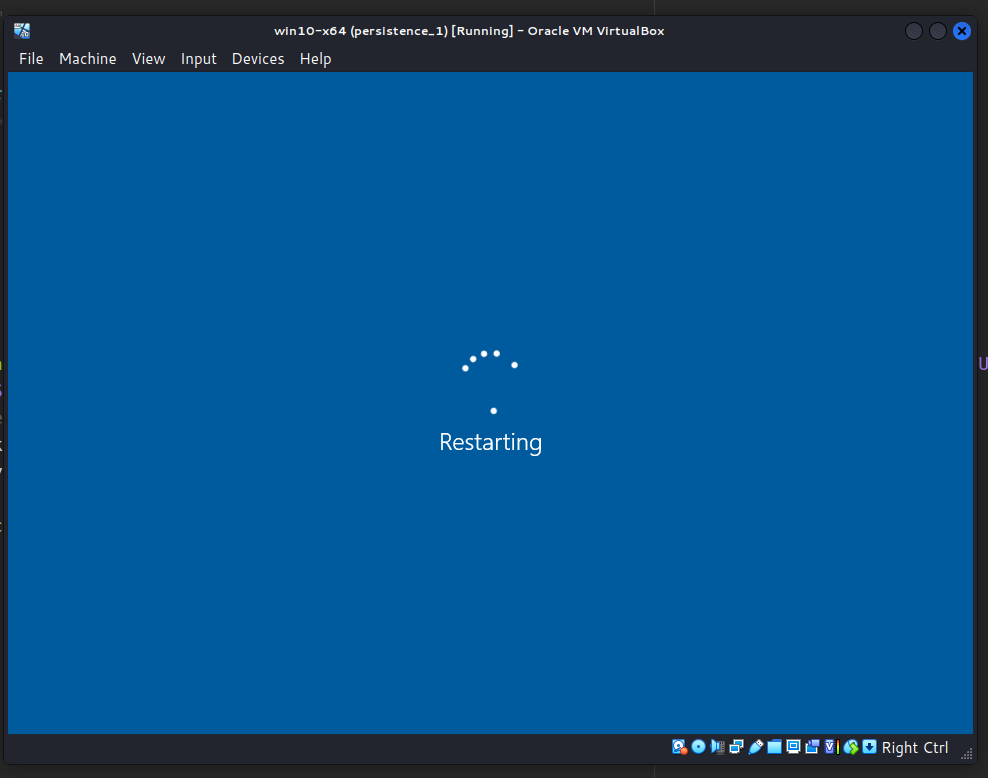 win10-x64 (persistence_1) [Running] - Oracle VM VirtualBox
File Machine View Input Devices Help
U
Restarting
Right Ctrl